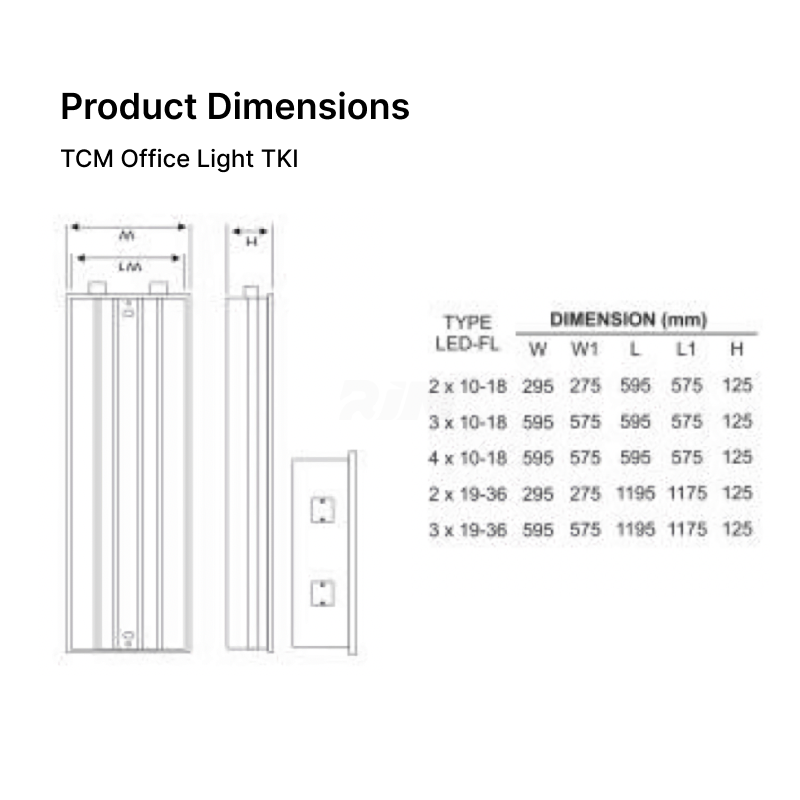 Product Dimensions
TCM Office Light TKI
W
W1
H
TYPE
LED-FL
DIMENSION (mm)
W W1 L L1 H
2 x 10-18 295 275 595 575 125
3 x 10-18 595 575 595 575 125
4 x 10-18 595 575 595 575 125
2 x 19-36 295 275 1195 1175 125
3 x 19-36 595 575 1195 1175 125